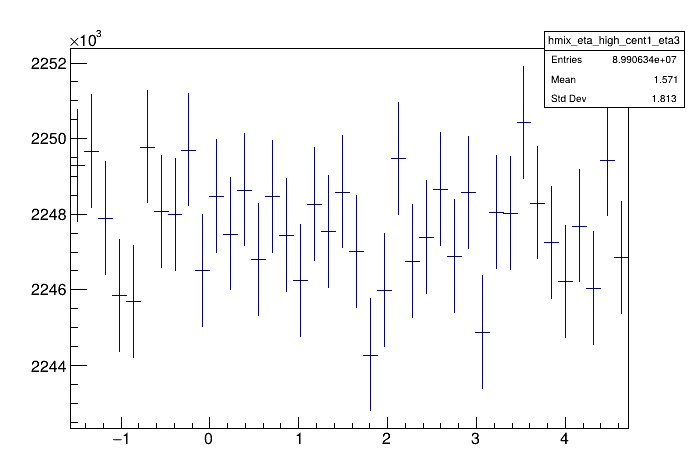 ×10³
hmix_eta_high_cent1_eta3
Entries 8.990634e+07
Mean 1.571
Std Dev 1.813
2252
2250
2248
2246
2244
−1 0 1 2 3 4